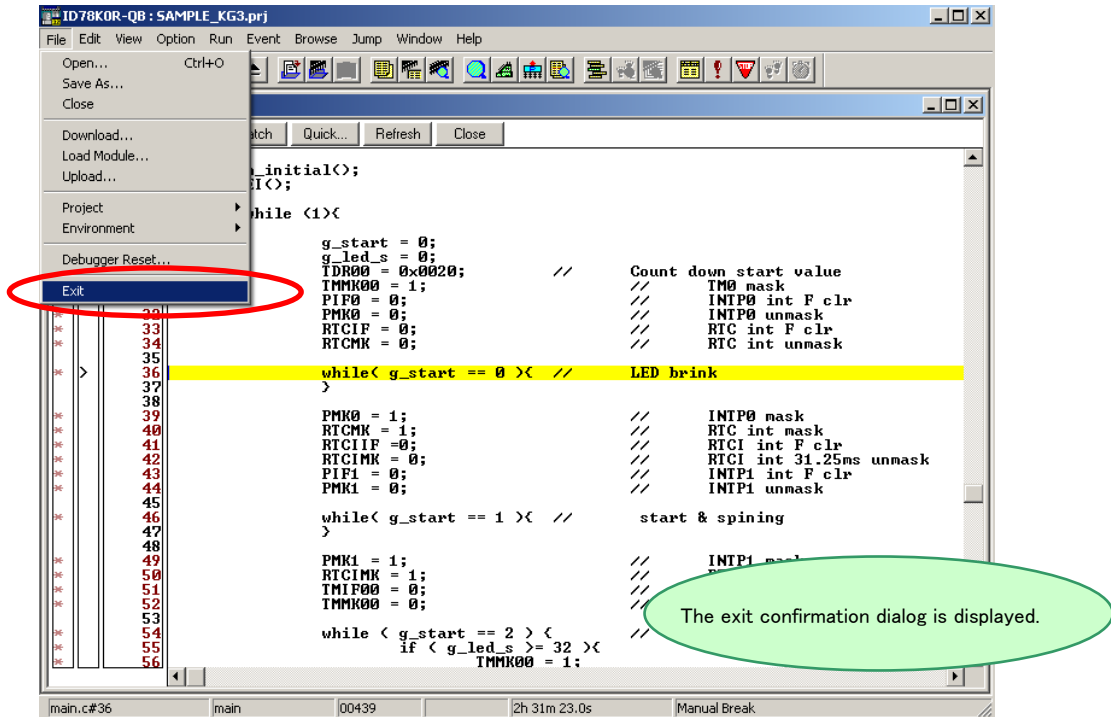 ID78K0R-QB : SAMPLE_KG3.prj
File Edit View Option Run Event Browse Jump Window Help
Open... Ctrl+O
Save As...
Close
Download...
Load Module...
Upload...
Project
Environment
Debugger Reset...
Exit
Quick... Refresh Close
_initial();
EI();
while (1){
g_start = 0;
g_led_s = 0;
TDR00 = 0x0020; // Count down start value
TMMK00 = 1; // TM0 mask
PIF0 = 0; // INTP0 int F clr
32 PMK0 = 0; // INTP0 unmask
* 33 RTCIF = 0; // RTC int F clr
* 34 RTCMK = 0; // RTC int unmask
35
* > 36 while( g_start == 0 ){ // LED brink
37 }
38
* 39 PMK0 = 1; // INTP0 mask
* 40 RTCMK = 1; // RTC int mask
* 41 RTCIIF =0; // RTCI int F clr
* 42 RTCIMK = 0; // RTCI int 31.25ms unmask
* 43 PIF1 = 0; // INTP1 int F clr
* 44 PMK1 = 0; // INTP1 unmask
45
* 46 while( g_start == 1 ){ // start & spining
47 }
48
* 49 PMK1 = 1; // INTP1 mask
* 50 RTCIMK = 1; //
* 51 TMIF00 = 0; //
* 52 TMMK00 = 0; //
53
* 54 while ( g_start == 2 ) { //
* 55 if ( g_led_s >= 32 ){
* 56 TMMK00 = 1;
The exit confirmation dialog is displayed.
main.c#36 main 00439 2h 31m 23.0s Manual Break